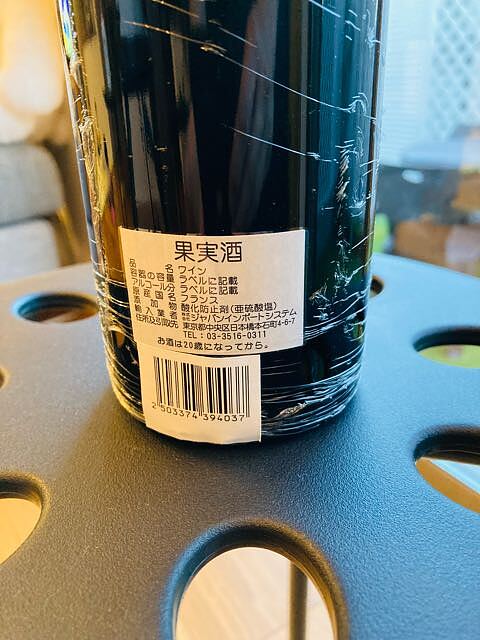 果実酒
品名 ワイン
容器の容量 ラベルに記載
アルコール分 ラベルに記載
原産国名 フランス
添加物 酸化防止剤(亜硫酸塩)
輸入業者 株式会社ジャパンインポートシステム
住所及引取先 東京都中央区日本橋本石町4-6-7
TEL:03-3516-0311
お酒は20歳になってから。
2503374394037